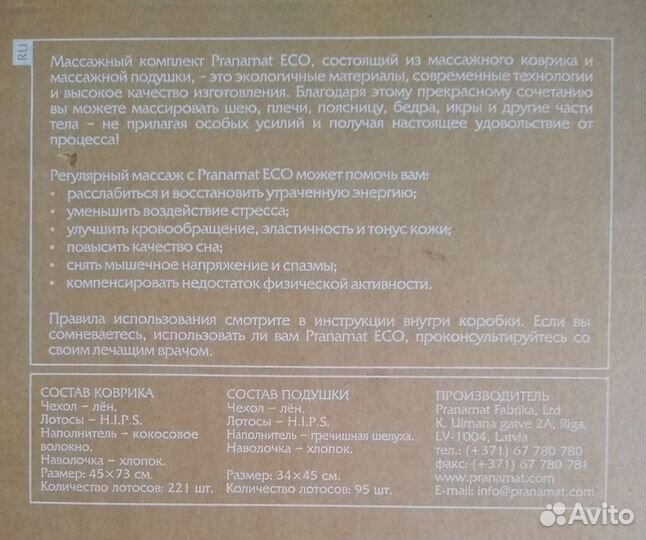 RU
Массажный комплект Pranamat ECO, состоящий из массажного коврика и
массажной подушки, – это экологичные материалы, современные технологии
и высокое качество изготовления. Благодаря этому прекрасному сочетанию
вы можете массировать шею, плечи, поясницу, бедра, икры и другие части
тела – не прилагая особых усилий и получая настоящее удовольствие от
процесса!
Регулярный массаж с Pranamat ECO может помочь вам:
• расслабиться и восстановить утраченную энергию;
• уменьшить воздействие стресса;
• улучшить кровообращение, эластичность и тонус кожи;
• повысить качество сна;
• снять мышечное напряжение и спазмы;
• компенсировать недостаток физической активности.
Правила использования смотрите в инструкции внутри коробки. Если вы
сомневаетесь, использовать ли вам Pranamat ECO, проконсультируйтесь со
своим лечащим врачом.
СОСТАВ КОВРИКА
Чехол – лён.
Лотосы – H.I.P.S.
Наполнитель – кокосовое
волокно.
Наволочка – хлопок.
Размер: 45×73 см.
Количество лотосов: 221 шт.
СОСТАВ ПОДУШКИ
Чехол – лён.
Лотосы – H.I.P.S.
Наполнитель – гречишная шелуха.
Наволочка – хлопок.
Размер: 34×45 см.
Количество лотосов: 95 шт.
ПРОИЗВОДИТЕЛЬ
Pranamat Fabrika, Ltd
K. Ulmana gatve 2A, Riga,
LV-1004, Latvia
тел.: (+371) 67 780 780
факс: (+371) 67 780 781
www.pranamat.com
E-mail: info@pranamat.com
Avito